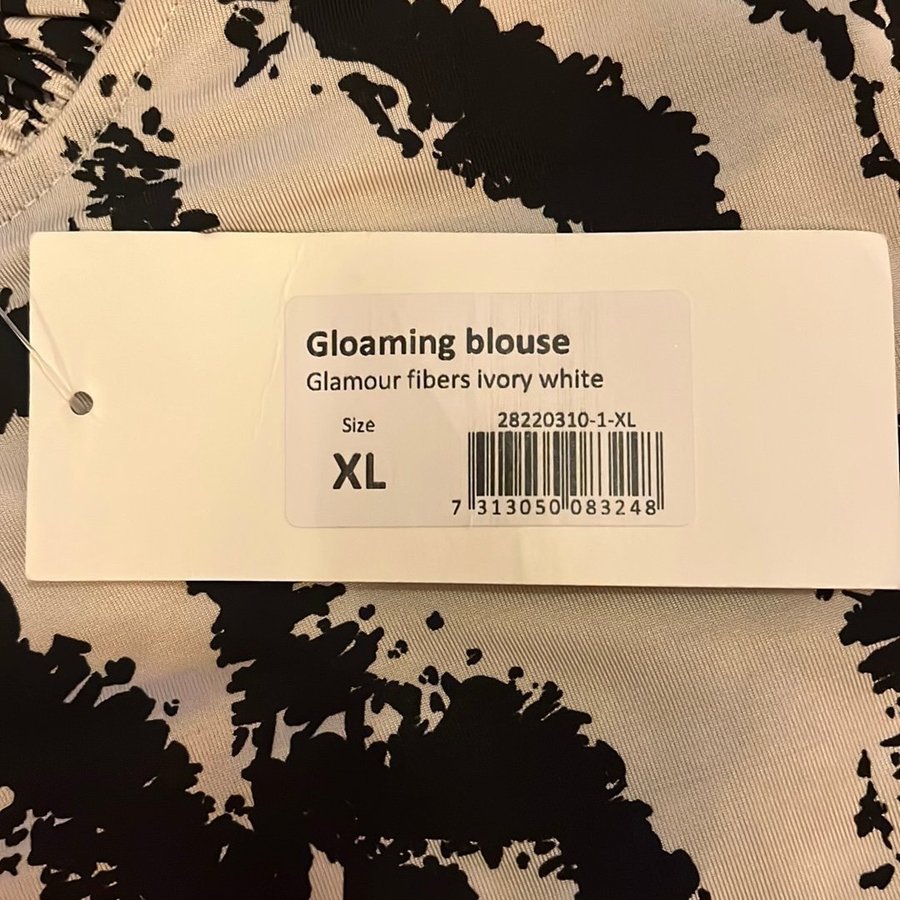 Gloaming blouse
Glamour fibers ivory white
Size
28220310-1-XL
XL
7 313050 083248